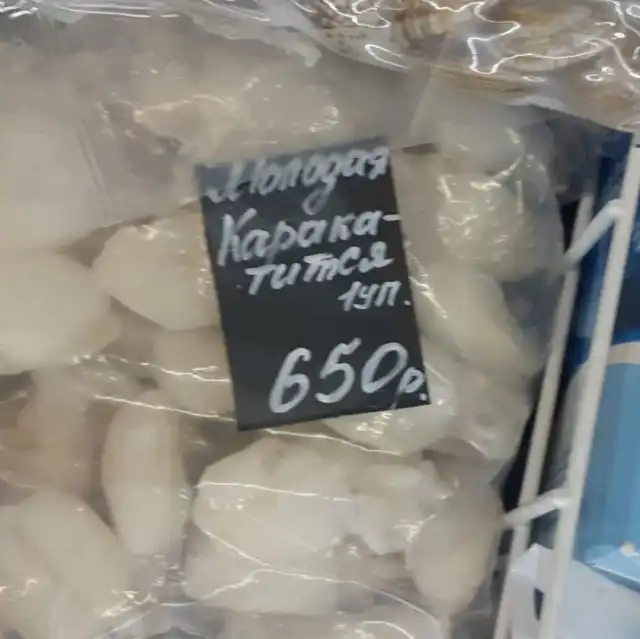 Молодая
Карака-
тится
1уп.
650р.